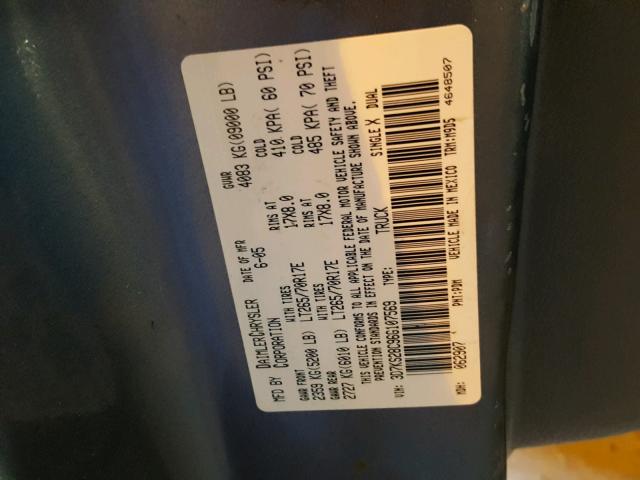 MFD BY DAIMLERCHRYSLER CORPORATION DATE OF MFR 6-05 GVWR 4083 KG(09000 LB)
GWAR FRONT WITH TIRES RIMS AT COLD
2359 KG(5200 LB) LT265/70R17E 17X8.0 410 KPA( 60 PSI)
GWAR REAR WITH TIRES RIMS AT COLD
2727 KG(6010 LB) LT265/70R17E 17X8.0 485 KPA( 70 PSI)
THIS VEHICLE CONFORMS TO ALL APPLICABLE FEDERAL MOTOR VEHICLE SAFETY AND THEFT
PREVENTION STANDARDS IN EFFECT ON THE DATE OF MANUFACTURE SHOWN ABOVE.
VIN: 3D7KS28C96G107569 TYPE: TRUCK SINGLE X DUAL
MDH: 062907 PNT:PDM VEHICLE MADE IN MEXICO TRM:M9D5 4648507